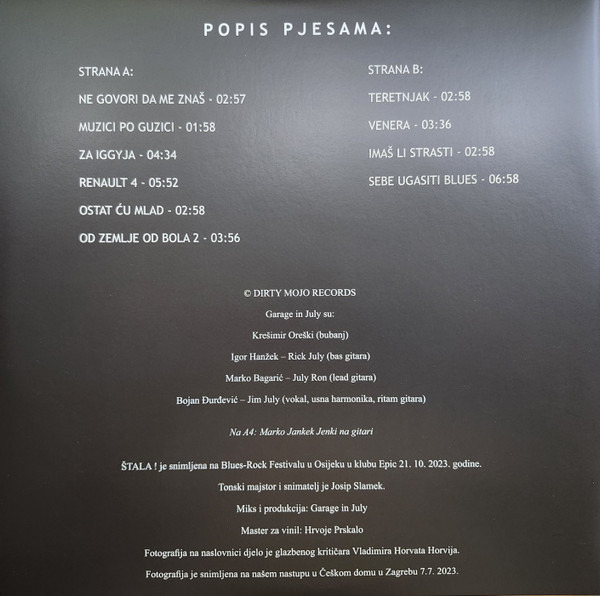 POPIS PJESAMA:
STRANA A:
NE GOVORI DA ME ZNAŠ - 02:57
MUZICI PO GUZICI - 01:58
ZA IGGYJA - 04:34
RENAULT 4 - 05:52
OSTAT ĆU MLAD - 02:58
OD ZEMLJE OD BOLA 2 - 03:56
STRANA B:
TERETNJAK - 02:58
VENERA - 03:36
IMAŠ LI STRASTI - 02:58
SEBE UGASITI BLUES - 06:58
© DIRTY MOJO RECORDS
Garage in July su:
Krešimir Oreški (bubanj)
Igor Hanžek – Rick July (bas gitara)
Marko Bagarić – July Ron (lead gitara)
Bojan Đurđević – Jim July (vokal, usna harmonika, ritam gitara)
Na A4: Marko Jankek Jenki na gitari
ŠTALA ! je snimljena na Blues-Rock Festivalu u Osijeku u klubu Epic 21. 10. 2023. godine.
Tonski majstor i snimatelj je Josip Slamek.
Miks i produkcija: Garage in July
Master za vinil: Hrvoje Prskalo
Fotografija na naslovnici djelo je glazbenog kritičara Vladimira Horvata Horvija.
Fotografija je snimljena na našem nastupu u Češkom domu u Zagrebu 7.7. 2023.